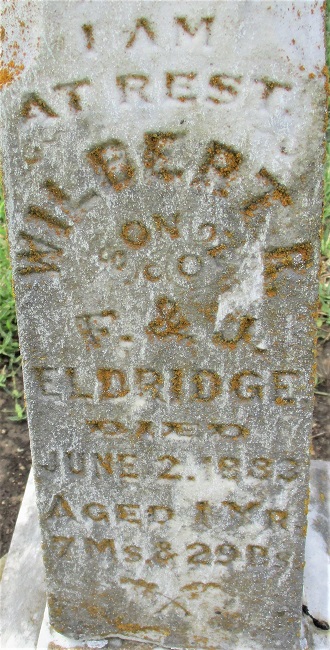 I AM
AT REST
WILBERT L
SON OF
F. & J.
ELDRIDGE
DIED
JUNE 2. 1883
AGED 1 YR
7 MS. & 29 DS